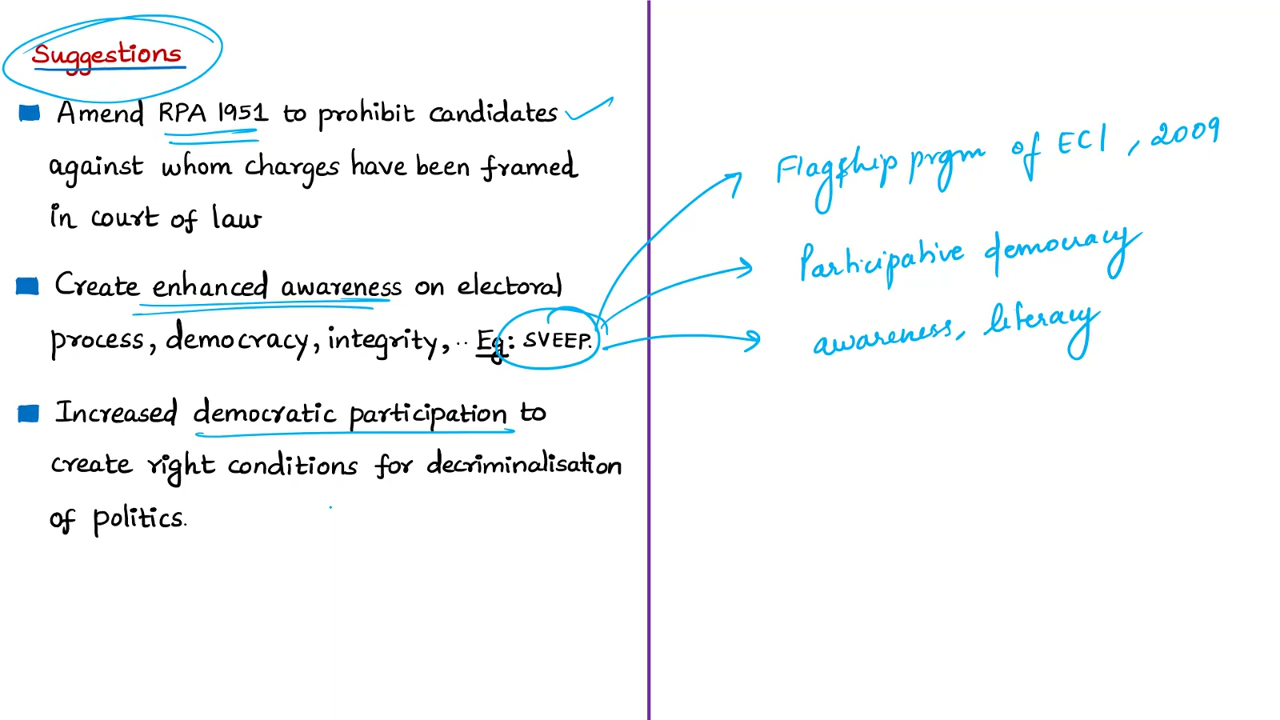 Suggestions
Amend RPA 1951 to prohibit candidates
against whom charges have been framed
in court of law
Create enhanced awareness on electoral
process, democracy, integrity, .. Eg: SVEEP.
Increased democratic participation to
create right conditions for decriminalisation
of politics.
Flagship prgm of ECI, 2009
Participative democracy
awareness, literacy